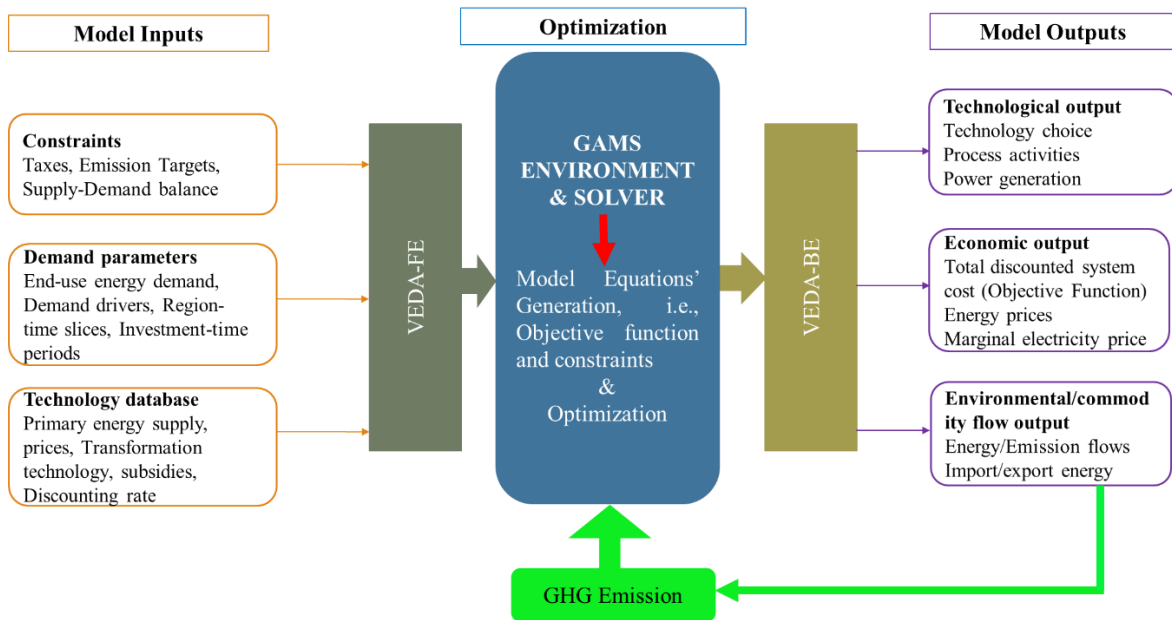 Model Inputs
Optimization
Model Outputs
Constraints
Taxes, Emission Targets,
Supply-Demand balance
Demand parameters
End-use energy demand,
Demand drivers, Region-
time slices, Investment-time
periods
Technology database
Primary energy supply,
prices, Transformation
technology, subsidies,
Discounting rate
VEDA-FE
GAMS
ENVIRONMENT
& SOLVER
Model Equations’
Generation, i.e.,
Objective function
and constraints
&
Optimization
VEDA-BE
Technological output
Technology choice
Process activities
Power generation
Economic output
Total discounted system
cost (Objective Function)
Energy prices
Marginal electricity price
Environmental/commod
ity flow output
Energy/Emission flows
Import/export energy
GHG Emission